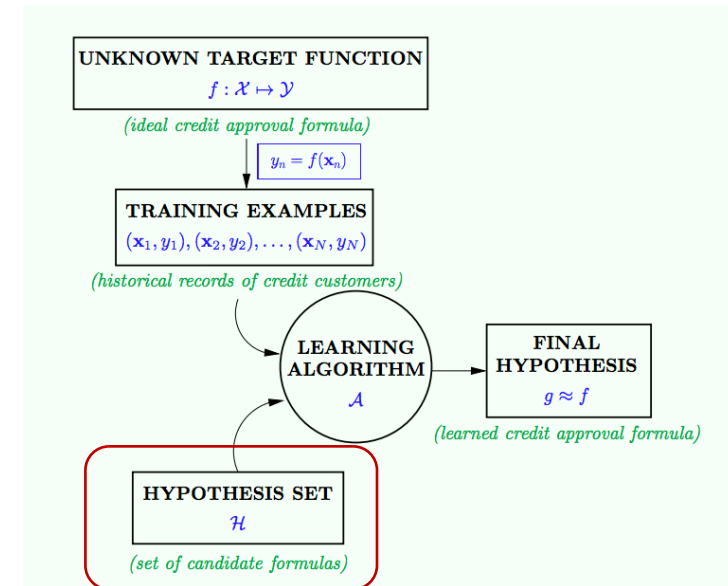 UNKNOWN TARGET FUNCTION
f : 𝒳 ↦ 𝒴
(ideal credit approval formula)
yₙ = f(𝐱ₙ)
TRAINING EXAMPLES
(𝐱₁, y₁), (𝐱₂, y₂), . . . , (𝐱_N, y_N)
(historical records of credit customers)
LEARNING
ALGORITHM
𝒜
FINAL
HYPOTHESIS
g ≈ f
(learned credit approval formula)
HYPOTHESIS SET
ℋ
(set of candidate formulas)